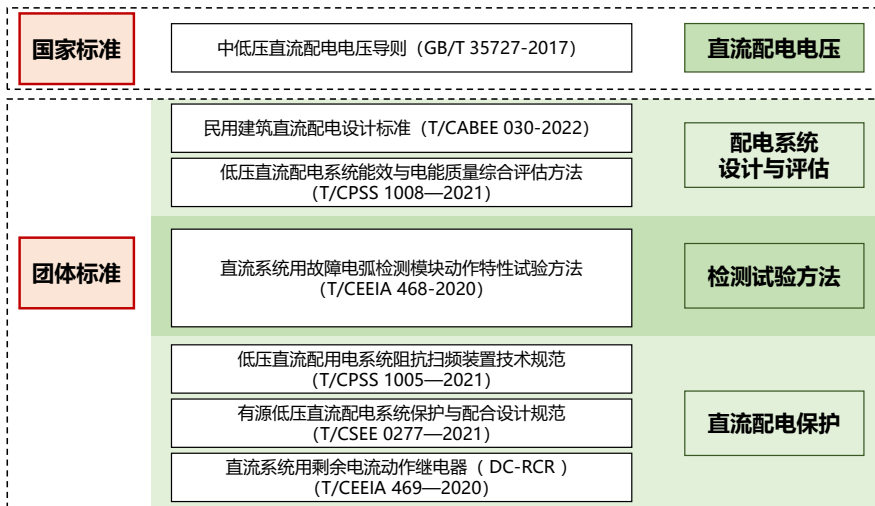 国家标准
中低压直流配电电压导则（GB/T 35727-2017）
直流配电电压
团体标准
民用建筑直流配电设计标准（T/CABEE 030-2022）
低压直流配电系统能效与电能质量综合评估方法
（T/CPSS 1008—2021）
配电系统
设计与评估
直流系统用故障电弧检测模块动作特性试验方法
（T/CEEIA 468-2020）
检测试验方法
低压直流配用电系统阻抗扫频装置技术规范
（T/CPSS 1005—2021）
有源低压直流配电系统保护与配合设计规范
（T/CSEE 0277—2021）
直流系统用剩余电流动作继电器（ DC-RCR ）
（T/CEEIA 469—2020）
直流配电保护